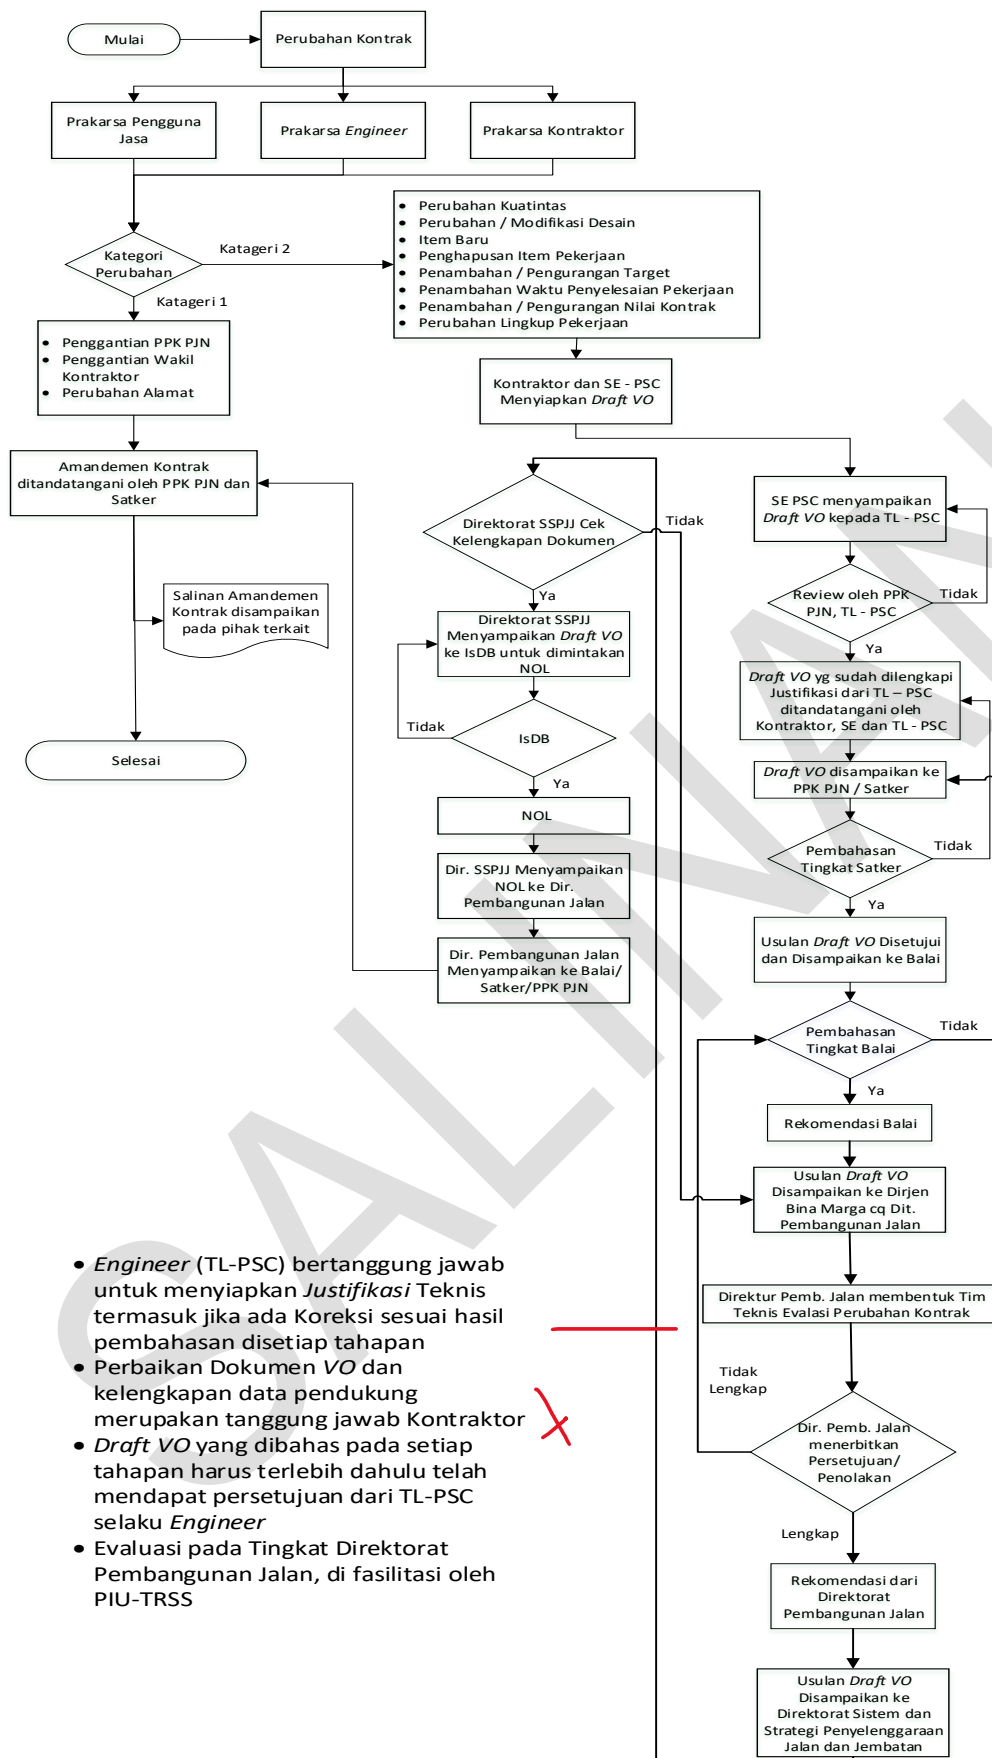 Mulai
Perubahan Kontrak
Prakarsa Pengguna
Jasa
Prakarsa Engineer
Prakarsa Kontraktor
Kategori
Perubahan
Katageri 2
Katageri 1
• Perubahan Kuatintas
• Perubahan / Modifikasi Desain
• Item Baru
• Penghapusan Item Pekerjaan
• Penambahan / Pengurangan Target
• Penambahan Waktu Penyelesaian Pekerjaan
• Penambahan / Pengurangan Nilai Kontrak
• Perubahan Lingkup Pekerjaan
• Penggantian PPK PJN
• Penggantian Wakil
Kontraktor
• Perubahan Alamat
Kontraktor dan SE - PSC
Menyiapkan Draft VO
Amandemen Kontrak
ditandatangani oleh PPK PJN dan
Satker
Salinan Amandemen
Kontrak disampaikan
pada pihak terkait
Selesai
Direktorat SSPJJ Cek
Kelengkapan Dokumen
Tidak
Ya
Direktorat SSPJJ
Menyampaikan Draft VO
ke IsDB untuk dimintakan
NOL
Tidak
IsDB
Ya
NOL
Dir. SSPJJ Menyampaikan
NOL ke Dir.
Pembangunan Jalan
Dir. Pembangunan Jalan
Menyampaikan ke Balai/
Satker/PPK PJN
SE PSC menyampaikan
Draft VO kepada TL - PSC
Review oleh PPK
PJN, TL - PSC
Tidak
Ya
Draft VO yg sudah dilengkapi
Justifikasi dari TL – PSC
ditandatangani oleh
Kontraktor, SE dan TL - PSC
Draft VO disampaikan ke
PPK PJN / Satker
Pembahasan
Tingkat Satker
Tidak
Ya
Usulan Draft VO Disetujui
dan Disampaikan ke Balai
Pembahasan
Tingkat Balai
Tidak
Ya
Rekomendasi Balai
Usulan Draft VO
Disampaikan ke Dirjen
Bina Marga cq Dit.
Pembangunan Jalan
Direktur Pemb. Jalan membentuk Tim
Teknis Evalasi Perubahan Kontrak
Tidak
Lengkap
Dir. Pemb. Jalan
menerbitkan
Persetujuan/
Penolakan
Lengkap
Rekomendasi dari
Direktorat
Pembangunan Jalan
Usulan Draft VO
Disampaikan ke
Direktorat Sistem dan
Strategi Penyelenggaraan
Jalan dan Jembatan
• Engineer (TL-PSC) bertanggung jawab
untuk menyiapkan Justifikasi Teknis
termasuk jika ada Koreksi sesuai hasil
pembahasan disetiap tahapan
• Perbaikan Dokumen VO dan
kelengkapan data pendukung
merupakan tanggung jawab Kontraktor
• Draft VO yang dibahas pada setiap
tahapan harus terlebih dahulu telah
mendapat persetujuan dari TL-PSC
selaku Engineer
• Evaluasi pada Tingkat Direktorat
Pembangunan Jalan, di fasilitasi oleh
PIU-TRSS
SALINAN